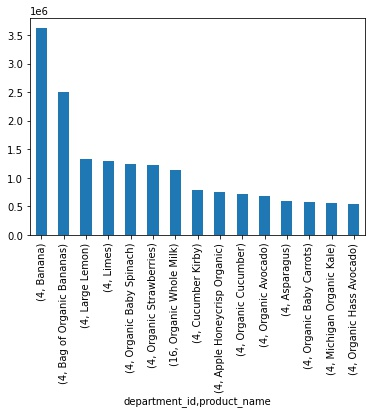 1e6
3.5
3.0
2.5
2.0
1.5
1.0
0.5
0.0
(4, Banana)
(4, Bag of Organic Bananas)
(4, Large Lemon)
(4, Limes)
(4, Organic Baby Spinach)
(4, Organic Strawberries)
(16, Organic Whole Milk)
(4, Cucumber Kirby)
(4, Apple Honeycrisp Organic)
(4, Organic Cucumber)
(4, Organic Avocado)
(4, Asparagus)
(4, Organic Baby Carrots)
(4, Michigan Organic Kale)
(4, Organic Hass Avocado)
department_id,product_name